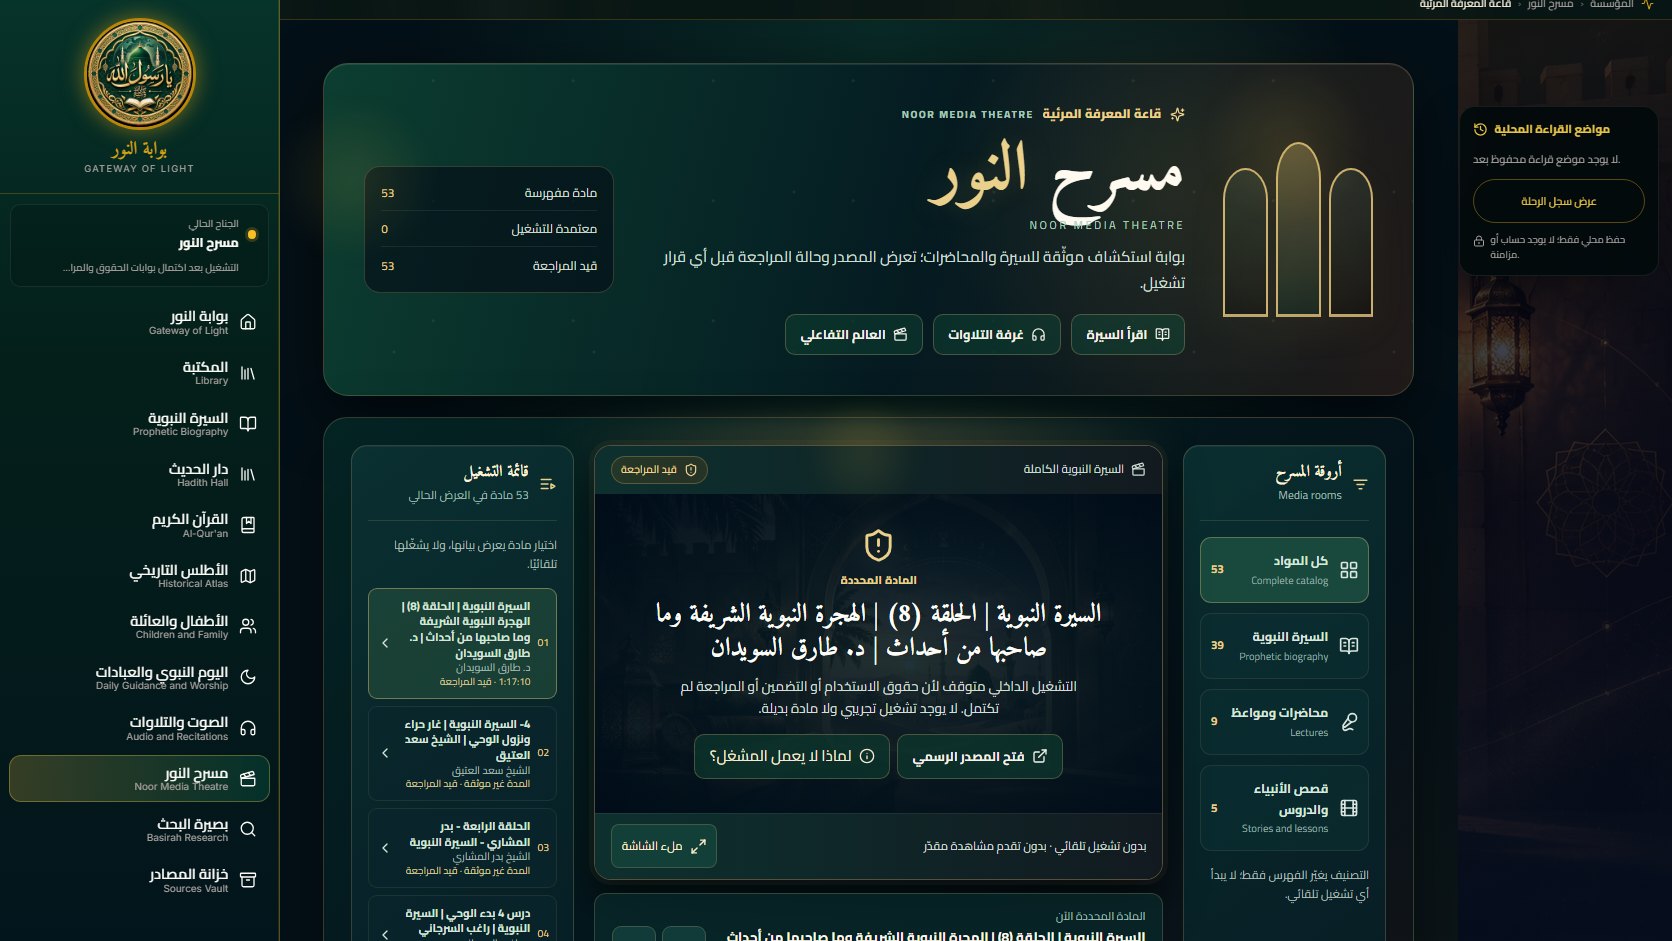 المؤسسة › مسرح النور › قاعة المعرفة المرئية
يا رسول الله
بوابة النور
GATEWAY OF LIGHT
الجناح الحالي
مسرح النور
التشغيل بعد اكتمال بوابات الحقوق والمرا...
بوابة النور
Gateway of Light
المكتبة
Library
السيرة النبوية
Prophetic Biography
دار الحديث
Hadith Hall
القرآن الكريم
Al-Qur'an
الأطلس التاريخي
Historical Atlas
الأطفال والعائلة
Children and Family
اليوم النبوي والعبادات
Daily Guidance and Worship
الصوت والتلاوات
Audio and Recitations
مسرح النور
Noor Media Theatre
بصيرة البحث
Basirah Research
خزانة المصادر
Sources Vault
مواضع القراءة المحلية
لا يوجد موضع قراءة محفوظ بعد.
عرض سجل الرحلة
حفظ محلي فقط؛ لا يوجد حساب أو
مزامنة.
قاعة المعرفة المرئية NOOR MEDIA THEATRE
مسرح النور
NOOR MEDIA THEATRE
بوابة استكشاف موثّقة للسيرة والمحاضرات؛ تعرض المصدر وحالة المراجعة قبل أي قرار
تشغيل.
اقرأ السيرة
غرفة التلاوات
العالم التفاعلي
مادة مفهرسة 53
معتمدة للتشغيل 0
قيد المراجعة 53
أروقة المسرح
Media rooms
كل المواد 53
Complete catalog
السيرة النبوية 39
Prophetic biography
محاضرات ومواعظ 9
Lectures
قصص الأنبياء
والدروس 5
Stories and lessons
التصنيف يغيّر الفهرس فقط؛ لا يبدأ
أي تشغيل تلقائي.
السيرة النبوية الكاملة
قيد المراجعة
المادة المحددة
السيرة النبوية | الحلقة (8) | الهجرة النبوية الشريفة وما
صاحبها من أحداث | د. طارق السويدان
التشغيل الداخلي متوقف لأن حقوق الاستخدام أو التضمين أو المراجعة لم
تكتمل. لا يوجد تشغيل تجريبي ولا مادة بديلة.
فتح المصدر الرسمي
لماذا لا يعمل المشغل؟
بدون تشغيل تلقائي · بدون تقدم مشاهدة مقدّر
ملء الشاشة
المادة المحددة الآن
السيرة النبوية | الحلقة (8) | الهجرة النبوية الشريفة وما صاحبها من أحداث
قائمة التشغيل
53 مادة في العرض الحالي
اختيار مادة يعرض بيانها، ولا يشغّلها
تلقائيًا.
01
السيرة النبوية | الحلقة (8) |
الهجرة النبوية الشريفة
وما صاحبها من أحداث | د.
طارق السويدان
د. طارق السويدان
1:17:10 · قيد المراجعة
02
4- السيرة النبوية | غار حراء
ونزول الوحي | الشيخ سعد
العتيق
الشيخ سعد العتيق
المدة غير موثقة · قيد المراجعة
03
الحلقة الرابعة - بدر
المشاري - السيرة النبوية
الشيخ بدر المشاري
المدة غير موثقة · قيد المراجعة
04
درس 4 بدء الوحي | السيرة
النبوية | راغب السرجاني